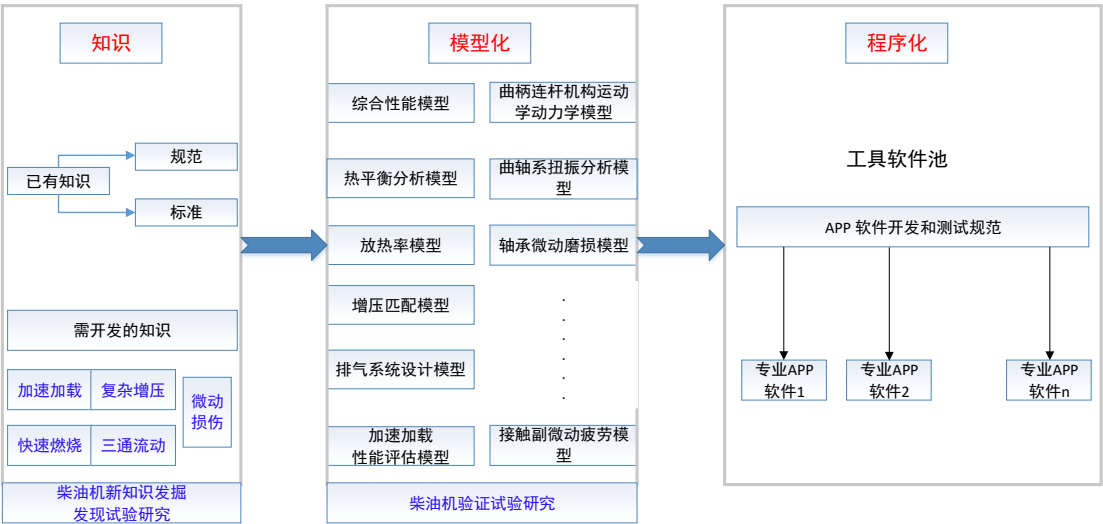 知识
规范
已有知识
标准
需开发的知识
加速加载
复杂增压
微动
损伤
快速燃烧
三通流动
柴油机新知识发掘
发现试验研究
模型化
综合性能模型
曲柄连杆机构运动
学动力学模型
热平衡分析模型
曲轴系扭振分析模
型
放热率模型
轴承微动磨损模型
增压匹配模型
排气系统设计模型
.
.
.
.
.
.
加速加载
性能评估模型
接触副微动疲劳模
型
柴油机验证试验研究
程序化
工具软件池
APP 软件开发和测试规范
专业APP
软件1
专业APP
软件2
专业APP
软件n